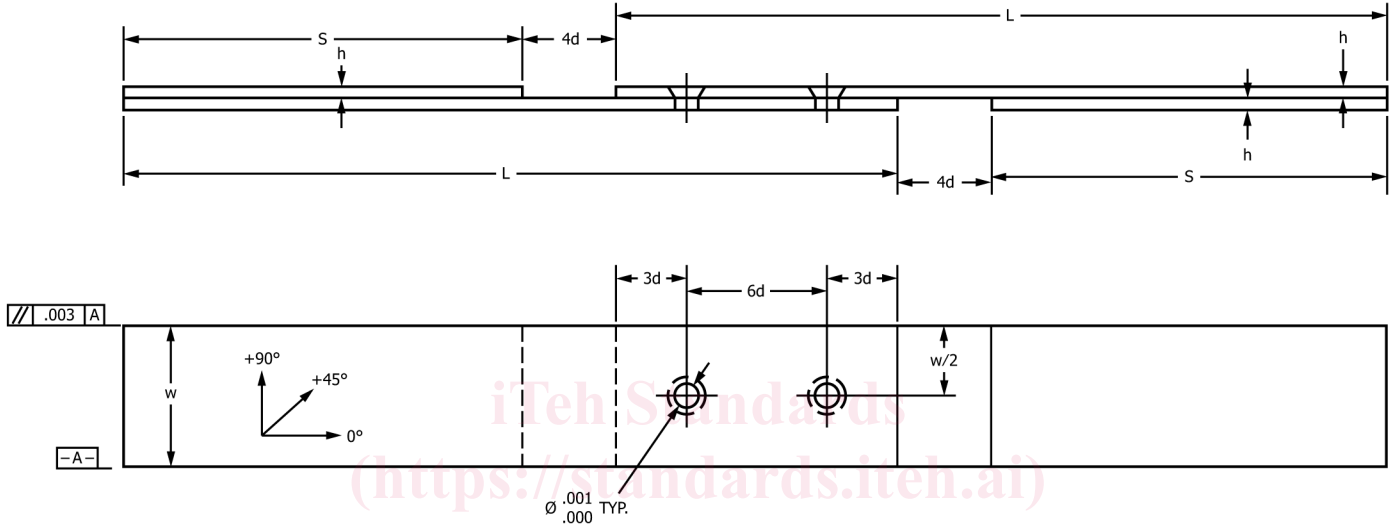 L
S
4d
h
h
h
L
4d
S
3d
3d
6d
// .003 A
w/2
+90°
+45°
w
0°
iTeh Standards
-A-
(https://standards.iteh.ai)
Ø .001 TYP.
.000